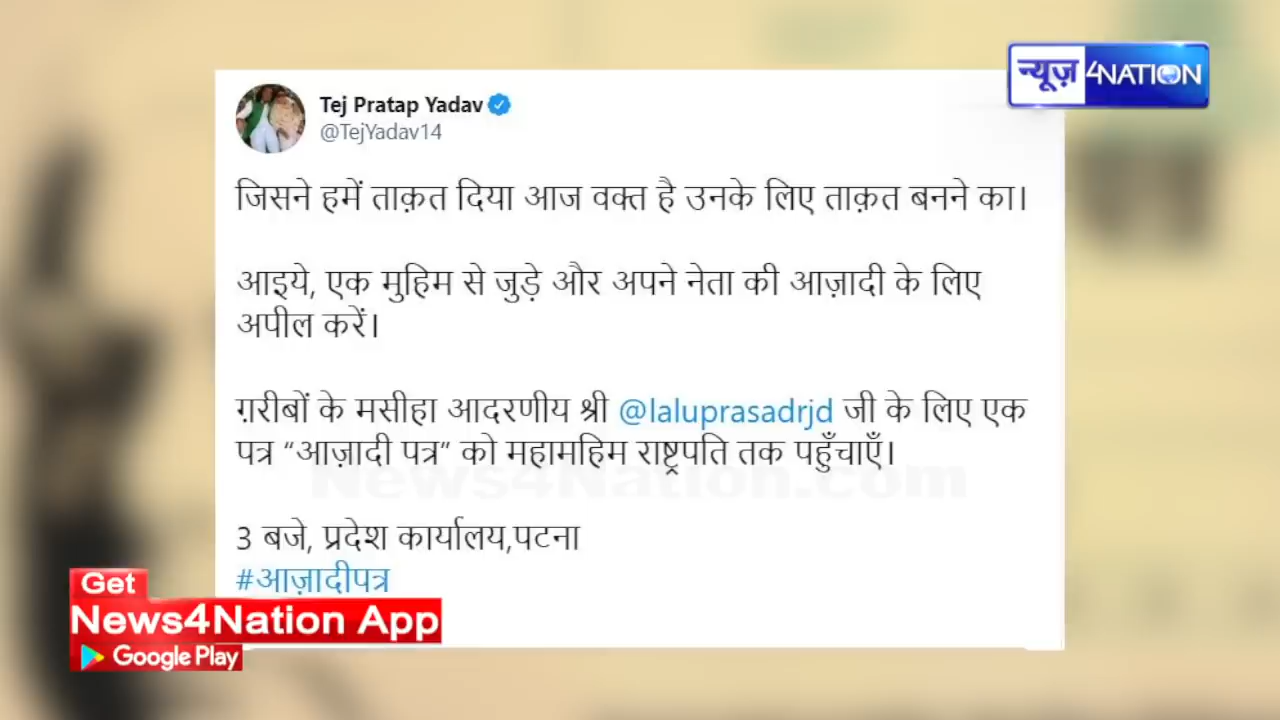 न्यूज़ 4NATION
Tej Pratap Yadav
@TejYadav14
जिसने हमें ताक़त दिया आज वक्त है उनके लिए ताक़त बनने का।।
आइये, एक मुहिम से जुड़े और अपने नेता की आज़ादी के लिए
अपील करें।
ग़रीबों के मसीहा आदरणीय श्री @laluprasadrjd जी के लिए एक
पत्र “आज़ादी पत्र“ को महामहिम राष्ट्रपति तक पहुँचाएँ।
News4Nation.com
3 बजे, प्रदेश कार्यालय,पटना
#आज़ादीपत्र
Get
News4Nation App
Google Play